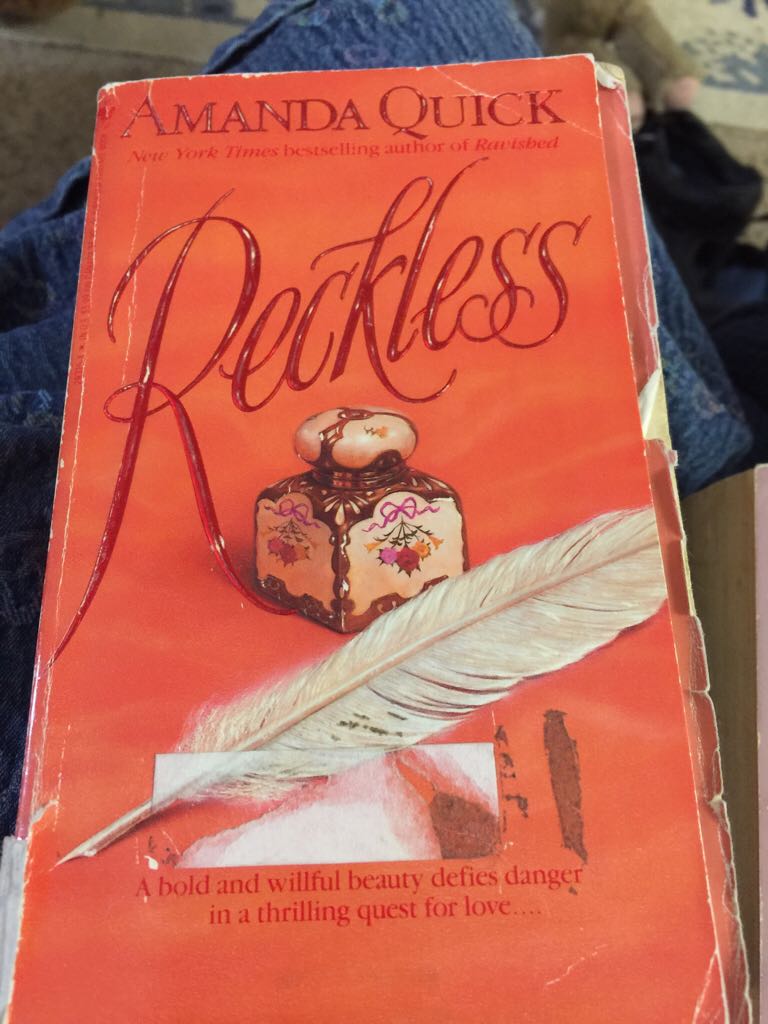 AMANDA QUICK
New York Times bestselling author of Ravished
Reckless
A bold and willful beauty defies danger
in a thrilling quest for love....